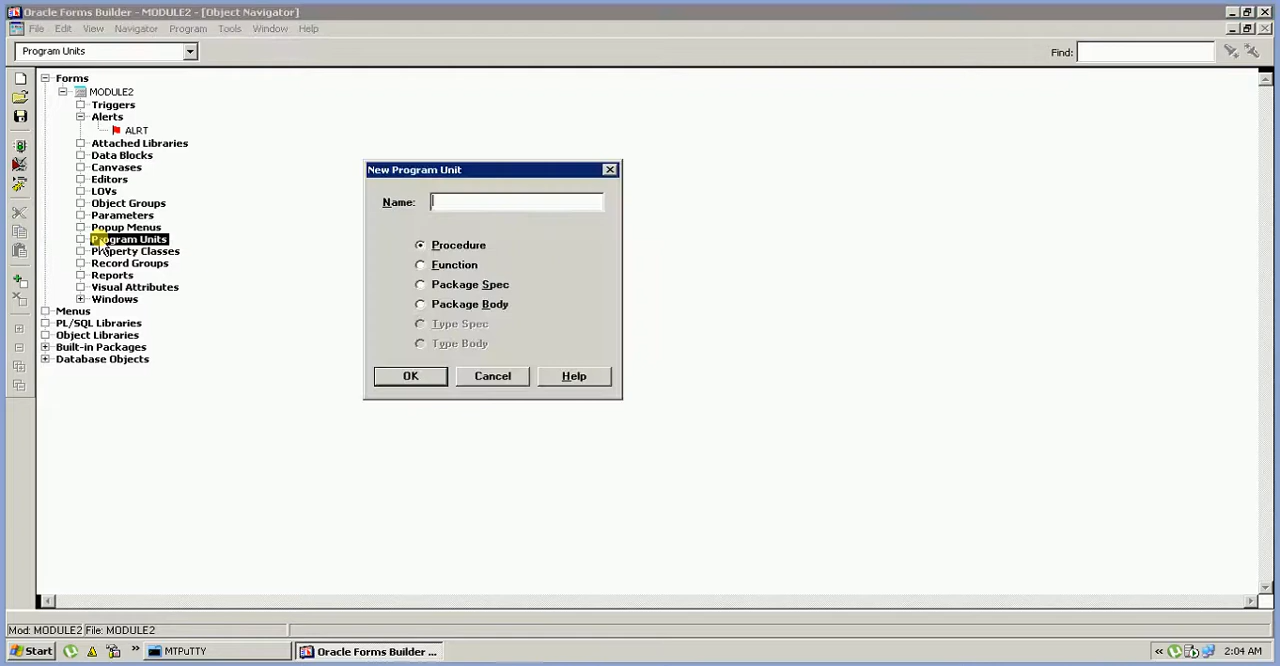 Oracle Forms Builder - MODULE2 - [Object Navigator]
File Edit View Navigator Program Tools Window Help
Program Units
Find:
Forms
MODULE2
Triggers
Alerts
ALRT
Attached Libraries
Data Blocks
Canvases
Editors
LOVs
Object Groups
Parameters
Popup Menus
Program Units
Property Classes
Record Groups
Reports
Visual Attributes
Windows
Menus
PL/SQL Libraries
Object Libraries
Built-in Packages
Database Objects
New Program Unit
Name:
Procedure
Function
Package Spec
Package Body
Type Spec
Type Body
OK Cancel Help
Mod: MODULE2 File: MODULE2
Start MTPuTTY Oracle Forms Builder ... 2:04 AM